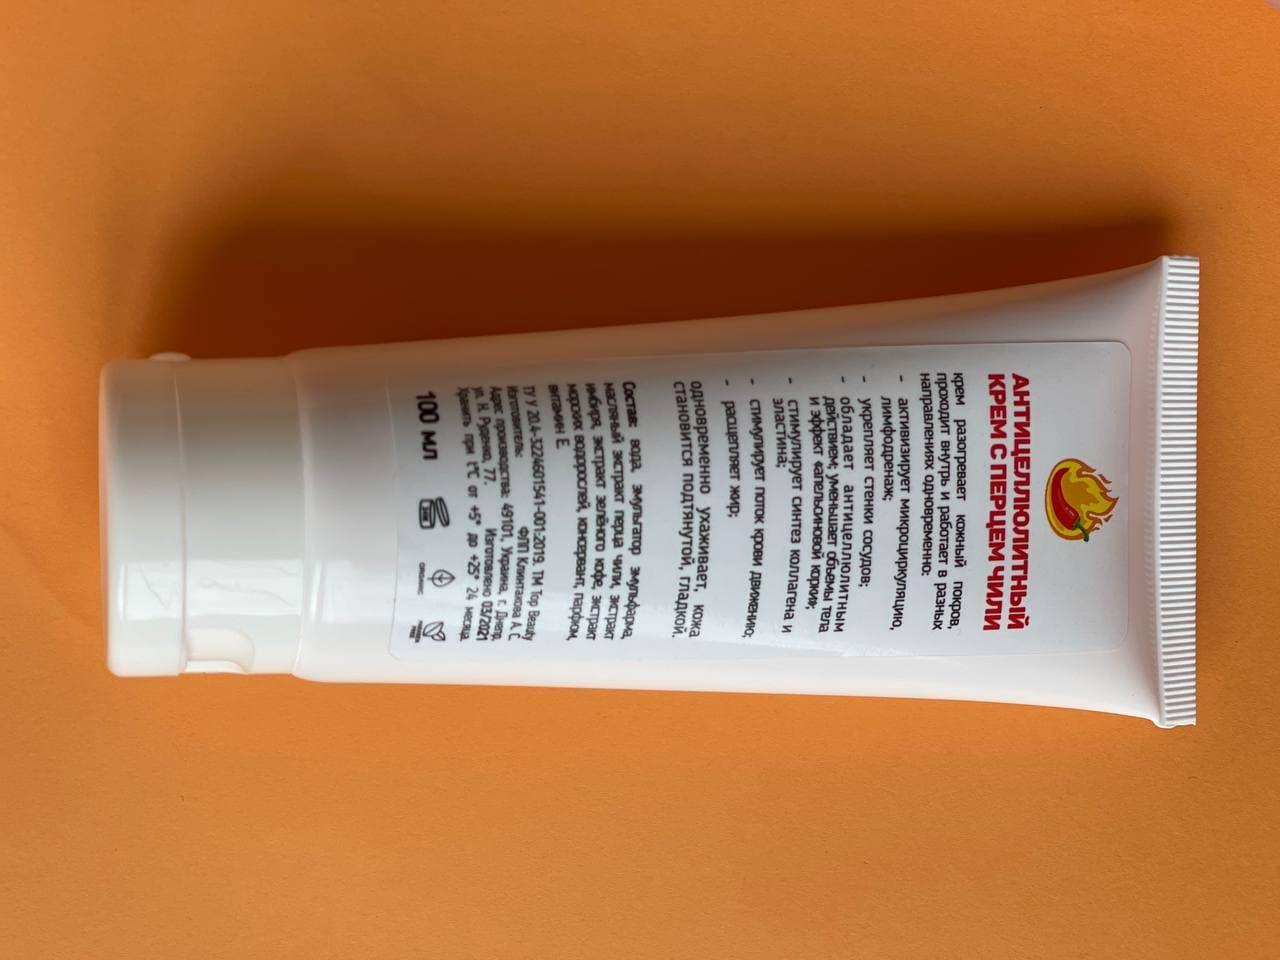 АНТИЦЕЛЛЮЛИТНЫЙ
КРЕМ С ПЕРЦЕМ ЧИЛИ
крем разогревает кожный покров,
проходит внутрь и работает в разных
направлениях одновременно:
- активизирует микроциркуляцию,
лимфодренаж;
- укрепляет стенки сосудов;
- обладает антицеллюлитным
действием; уменьшает объемы тела
и эффект «апельсиновой корки»;
- стимулирует синтез коллагена и
эластина;
- стимулирует поток крови движению;
- расщепляет жир;
одновременно ухаживает, кожа
становится подтянутой, гладкой.
Состав: вода, эмульгатор эмульфарма,
масляный экстракт перца чили, экстракт
имбиря, экстракт зелёного кофе, экстракт
морских водорослей, консервант, парфюм,
витамин Е.
ТУ У 20.4-3224601541-001:2019. ТМ Top Beauty
Изготовитель: ФЛП Климтакова А. С.
Адрес производства: 49101, Украина, г. Днепр,
ул. Н. Руденко, 77. Изготовлено 03/2021
Хранить при t°C от +5° до +25° 24 месяца.
100 мл
ORGANIC